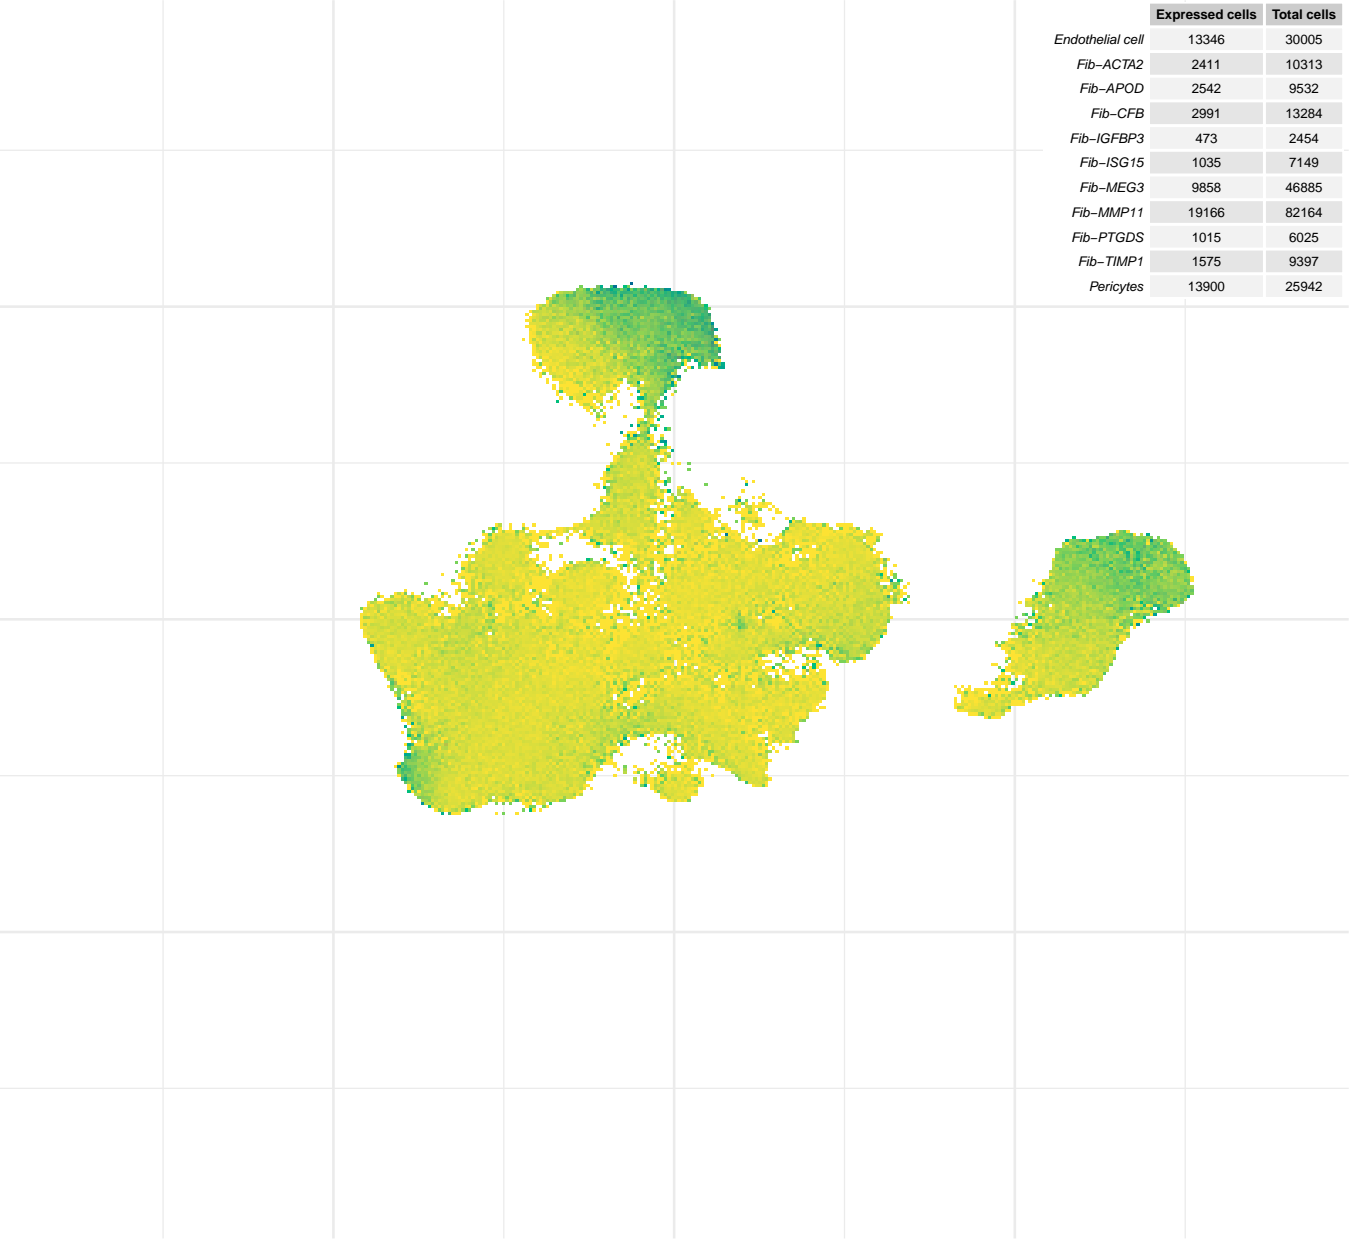 Expressed cells Total cells
Endothelial cell 13346 30005
Fib−ACTA2 2411 10313
Fib−APOD 2542 9532
Fib−CFB 2991 13284
Fib−IGFBP3 473 2454
Fib−ISG15 1035 7149
Fib−MEG3 9858 46885
Fib−MMP11 19166 82164
Fib−PTGDS 1015 6025
Fib−TIMP1 1575 9397
Pericytes 13900 25942